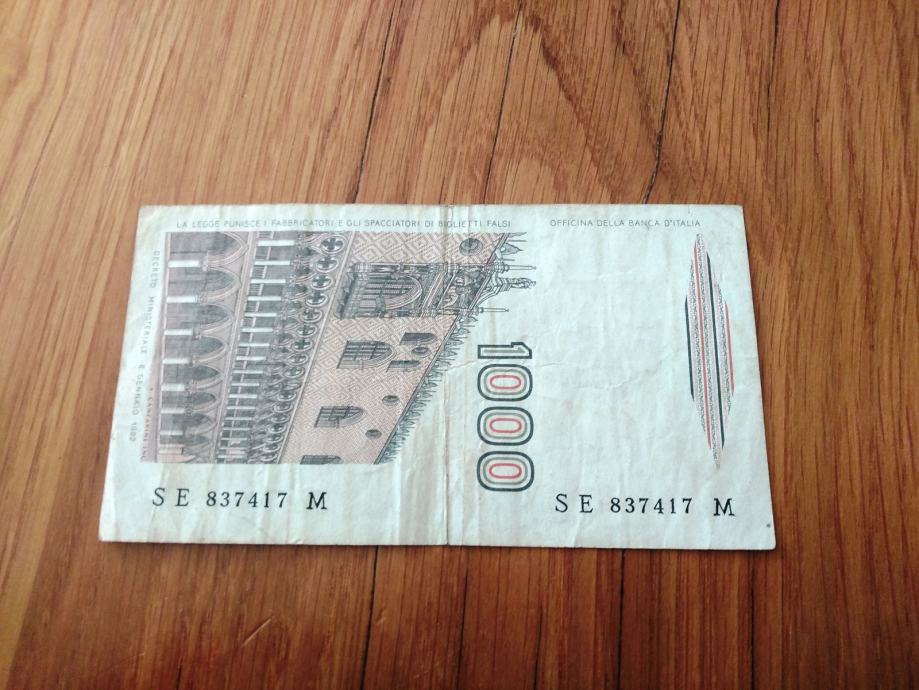 LA LEGGE PUNISCE I FABBRICATORI E GLI SPACCIATORI DI BIGLIETTI FALSI
OFFICINA DELLA BANCA D'ITALIA
DECRETO MINISTERIALE 6 GENNAIO 1982
1000
SE 837417 M
SE 837417 M